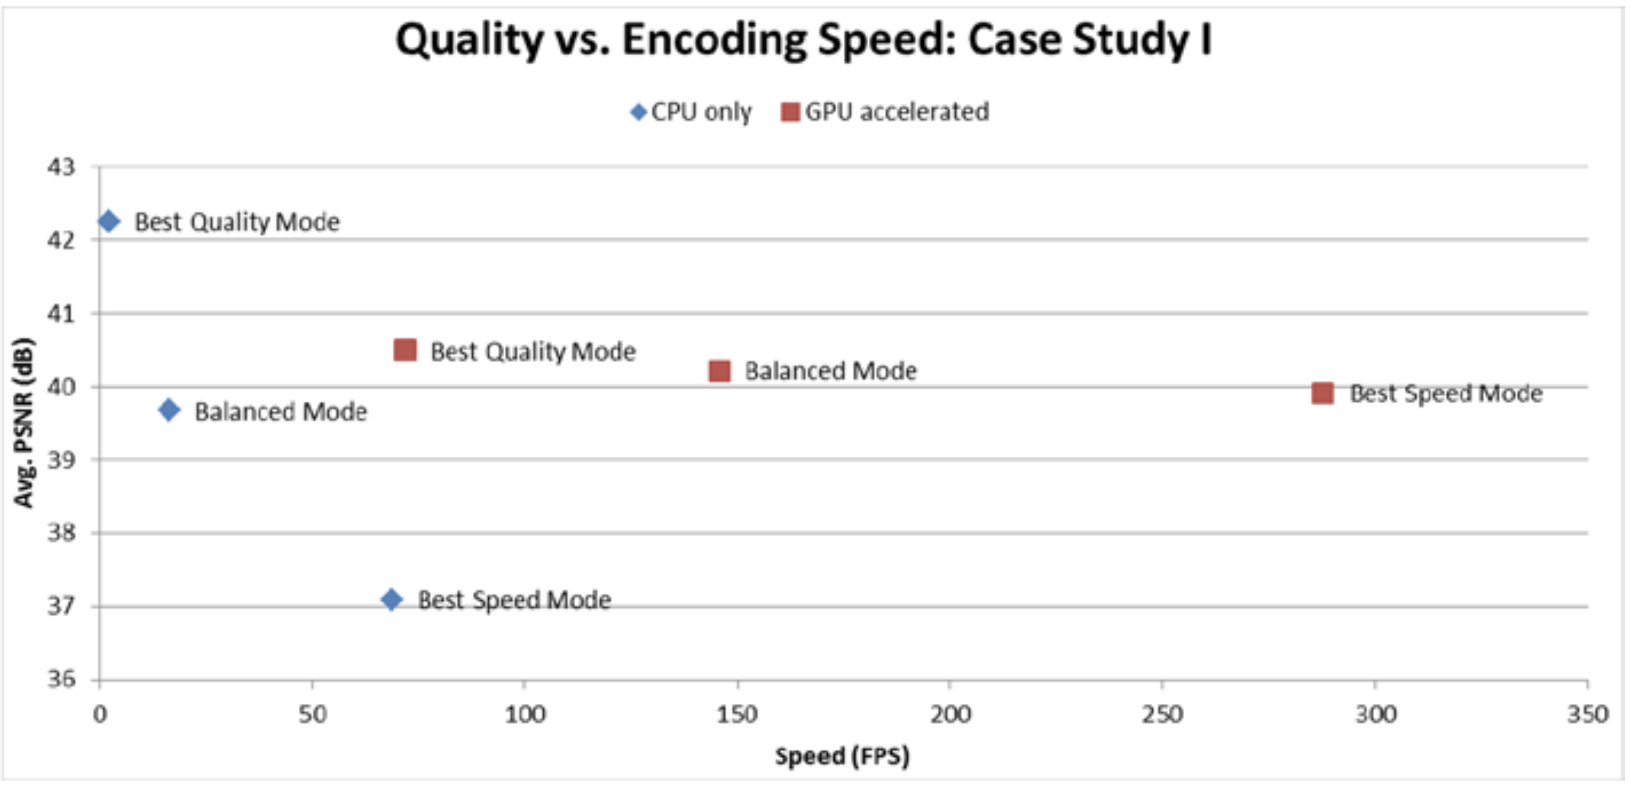 Quality vs. Encoding Speed: Case Study I
CPU only GPU accelerated
43
Best Quality Mode
42
41
Best Quality Mode
Balanced Mode
40
Best Speed Mode
Balanced Mode
39
38
Best Speed Mode
37
36
Avg. PSNR (dB)
0 50 100 150 200 250 300 350
Speed (FPS)